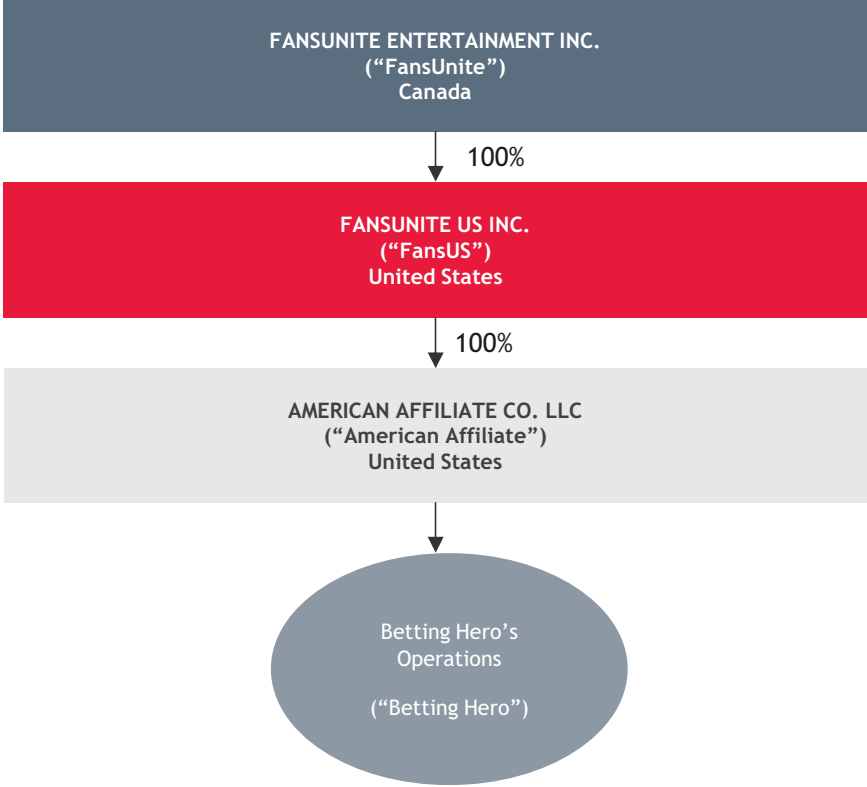 FANSUNITE ENTERTAINMENT INC.
(“FansUnite”)
Canada
100%
FANSUNITE US INC.
(“FansUS”)
United States
100%
AMERICAN AFFILIATE CO. LLC
(“American Affiliate”)
United States
Betting Hero’s
Operations
(“Betting Hero”)